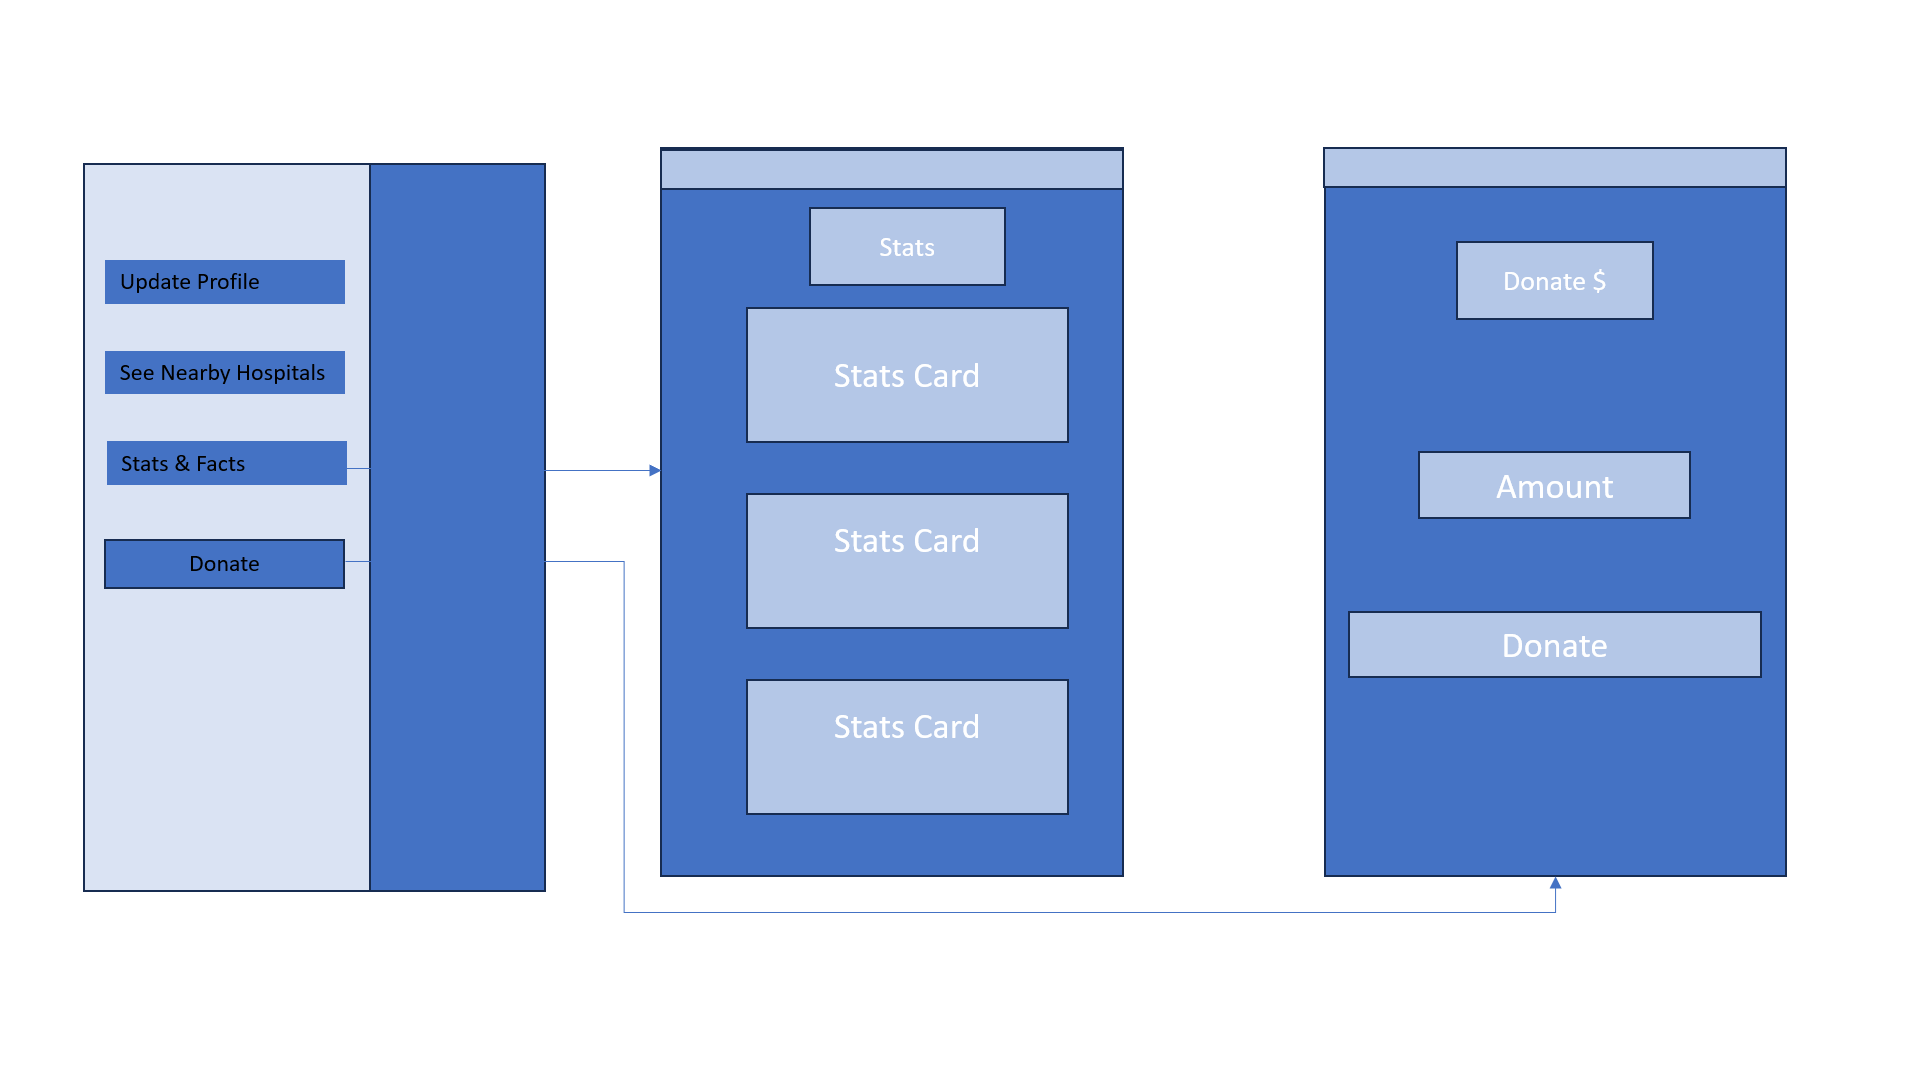 Update Profile
See Nearby Hospitals
Stats & Facts
Donate
Stats
Stats Card
Stats Card
Stats Card
Donate $
Amount
Donate